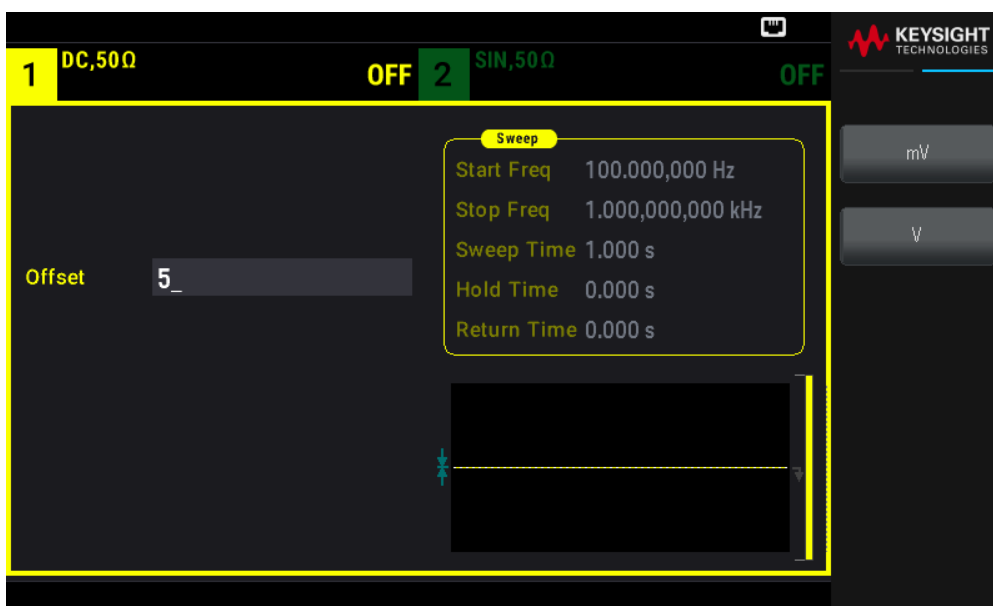 KEYSIGHT
TECHNOLOGIES
1 DC,50Ω OFF 2 SIN,50Ω OFF
mV
V
Offset 5_
Sweep
Start Freq 100.000,000 Hz
Stop Freq 1.000,000,000 kHz
Sweep Time 1.000 s
Hold Time 0.000 s
Return Time 0.000 s